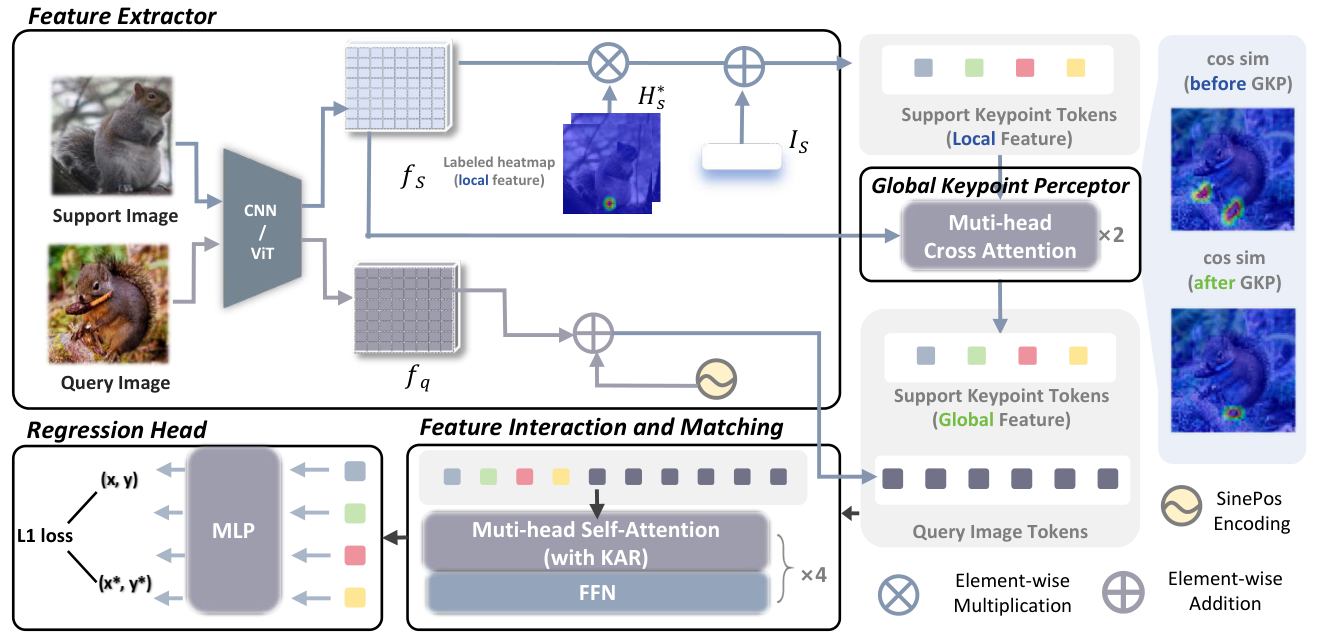 Feature Extractor
Support Image
Query Image
CNN
/
ViT
f_S
f_q
Labeled heatmap
(local feature)
H_s^*
I_S
Support Keypoint Tokens
(Local Feature)
Global Keypoint Perceptor
Muti-head
Cross Attention
×2
Support Keypoint Tokens
(Global Feature)
Query Image Tokens
cos sim
(before GKP)
cos sim
(after GKP)
SinePos
Encoding
Element-wise
Multiplication
Element-wise
Addition
Feature Interaction and Matching
Muti-head Self-Attention
(with KAR)
FFN
×4
Regression Head
MLP
(x, y)
L1 loss
(x*, y*)